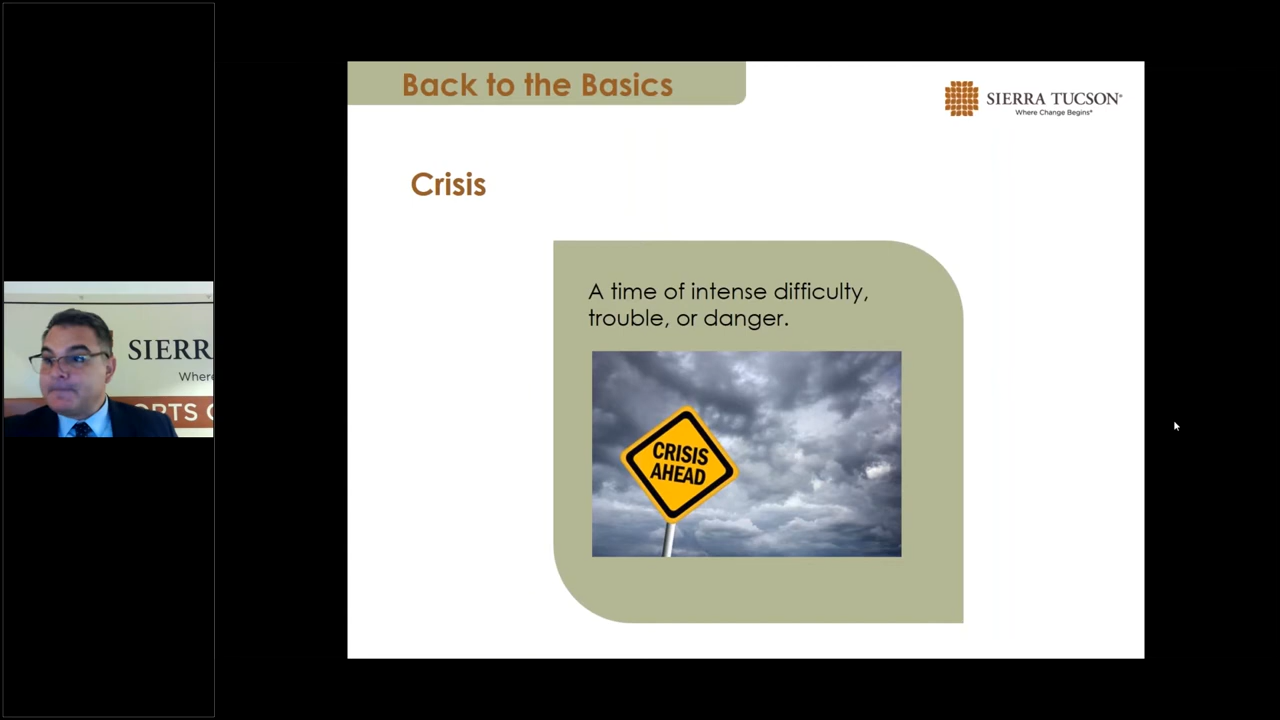 Back to the Basics
SIERRA TUCSON®
Where Change Begins®
Crisis
A time of intense difficulty,
trouble, or danger.
CRISIS
AHEAD
SIERR
Where
ORTS